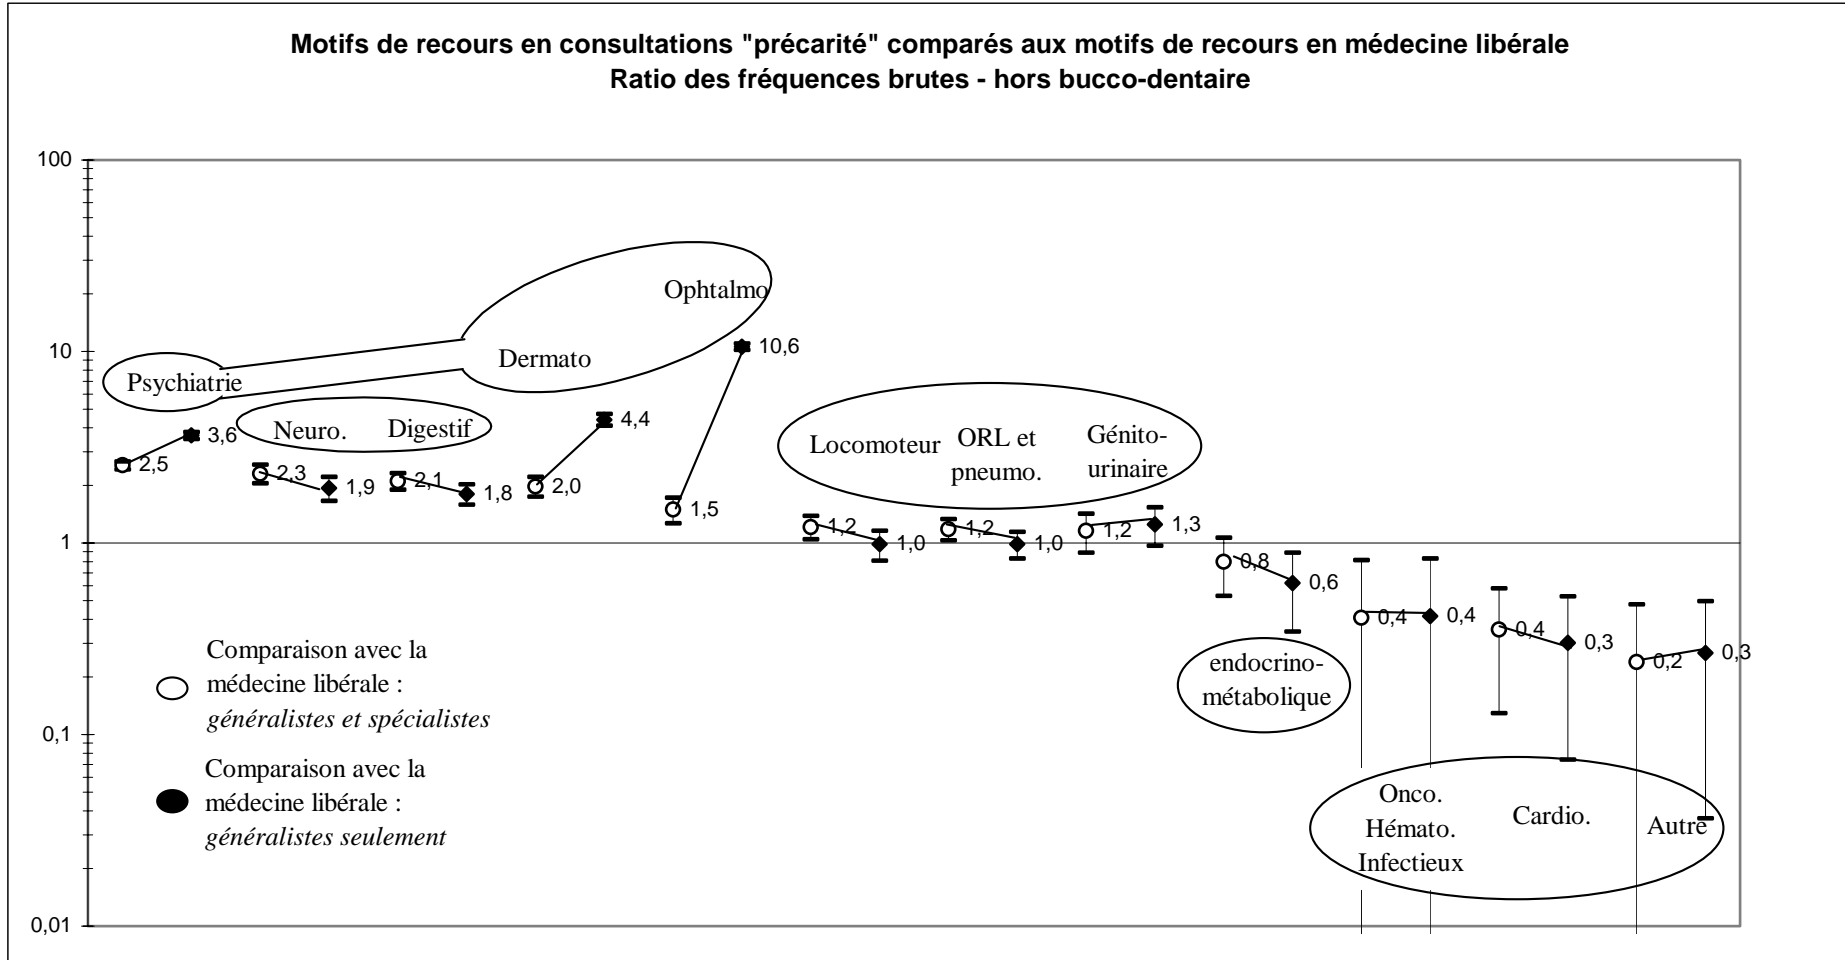 Motifs de recours en consultations "précarité" comparés aux motifs de recours en médecine libérale
Ratio des fréquences brutes - hors bucco-dentaire
100
10
1
0,1
0,01
Psychiatrie
Neuro.
Digestif
Dermato
Ophtalmo
Locomoteur
ORL et
pneumo.
Génito-
urinaire
endocrino-
métabolique
Onco.
Hémato.
Infectieux
Cardio.
Autre
2,5
3,6
2,3
1,9
2,1
1,8
2,0
4,4
1,5
10,6
1,2
1,0
1,2
1,0
1,2
1,3
0,8
0,6
0,4
0,4
0,4
0,3
0,2
0,3
Comparaison avec la
médecine libérale :
généralistes et spécialistes
Comparaison avec la
médecine libérale :
généralistes seulement